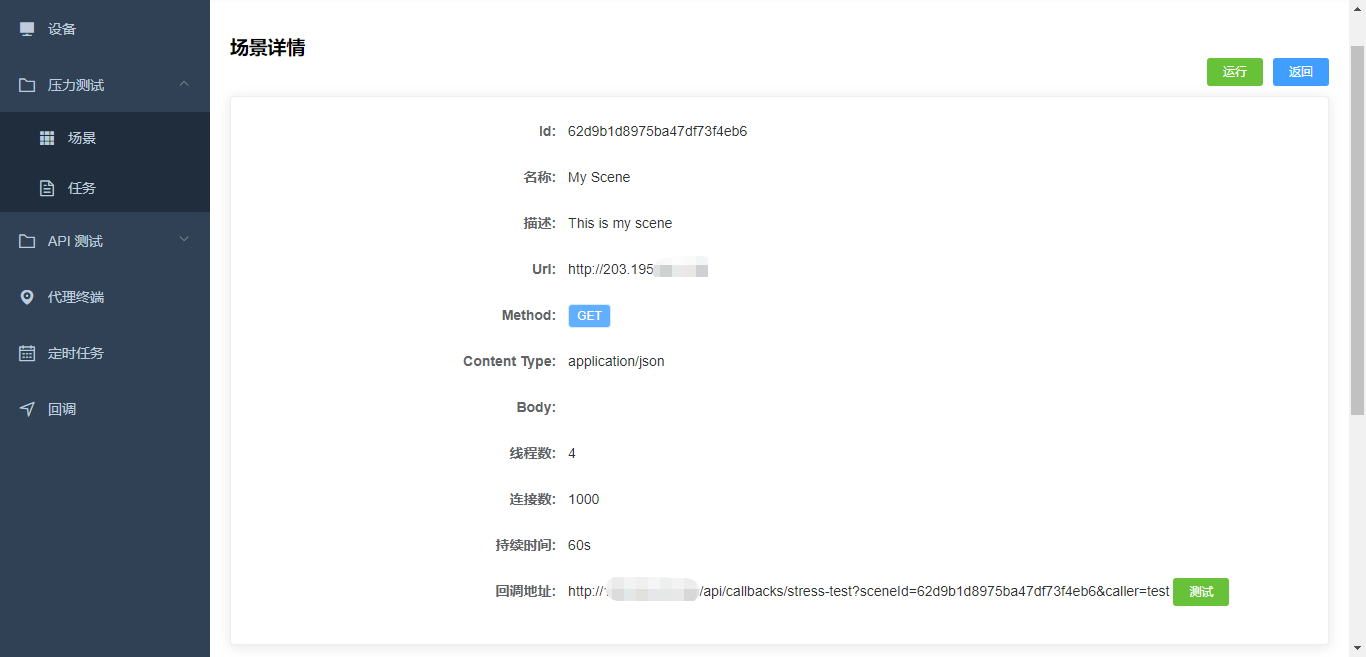 设备
压力测试
场景
任务
API 测试
代理终端
定时任务
回调
场景详情
运行 返回
Id: 62d9b1d8975ba47df73f4eb6
名称: My Scene
描述: This is my scene
Url: http://203.195
Method: GET
Content Type: application/json
Body:
线程数: 4
连接数: 1000
持续时间: 60s
回调地址: http:// /api/callbacks/stress-test?sceneId=62d9b1d8975ba47df73f4eb6&caller=test 测试